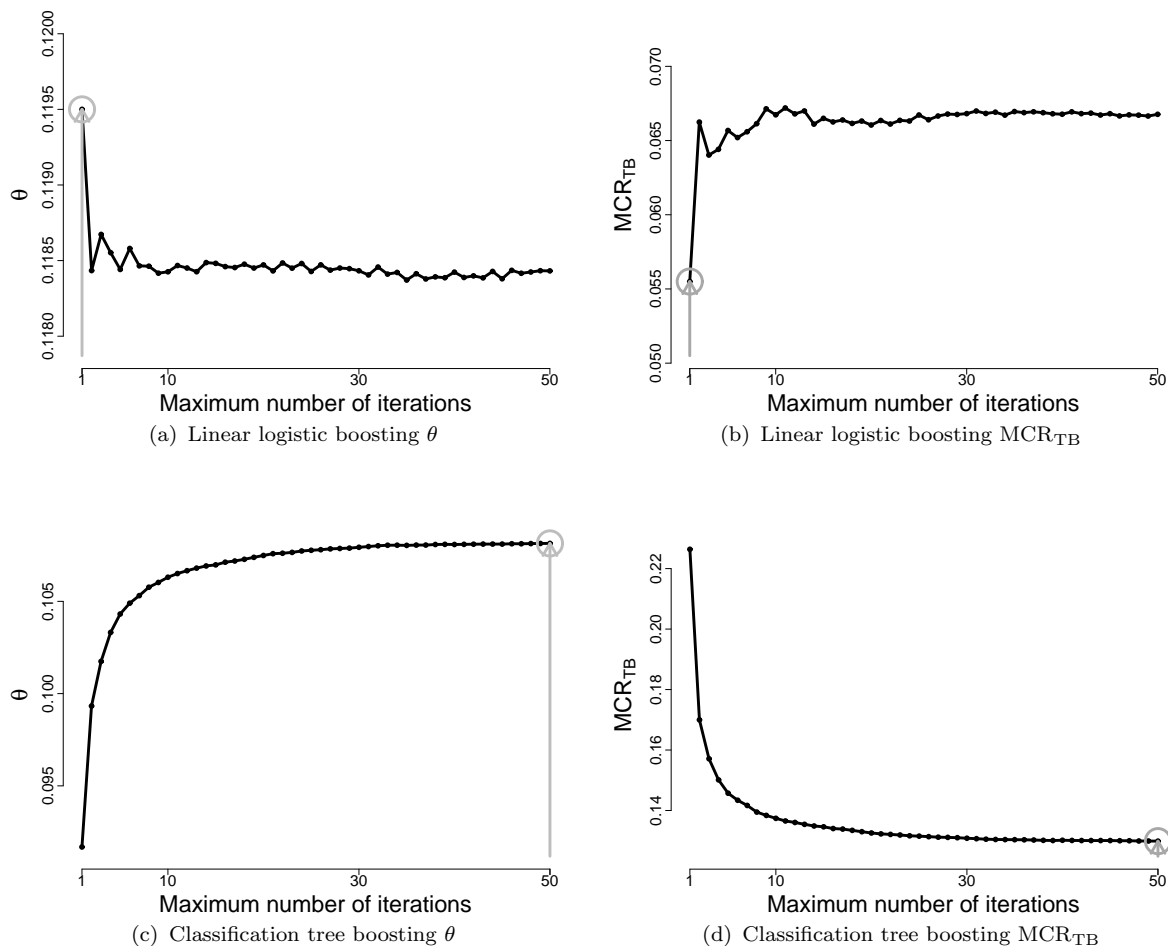 0.1180 0.1185 0.1190 0.1195 0.1200
θ
1 10 30 50
Maximum number of iterations
(a) Linear logistic boosting θ
0.050 0.055 0.060 0.065 0.070
MCR_TB
1 10 30 50
Maximum number of iterations
(b) Linear logistic boosting MCR_TB
0.095 0.100 0.105
θ
1 10 30 50
Maximum number of iterations
(c) Classification tree boosting θ
0.14 0.16 0.18 0.20 0.22
MCR_TB
1 10 30 50
Maximum number of iterations
(d) Classification tree boosting MCR_TB